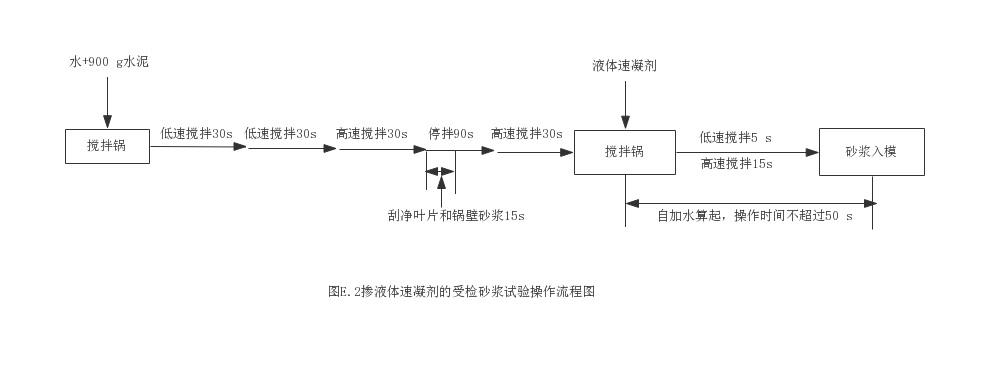 水+900 g水泥
液体速凝剂
搅拌锅
低速搅拌30s
低速搅拌30s
高速搅拌30s
停拌90s
高速搅拌30s
搅拌锅
低速搅拌5 s
高速搅拌15s
砂浆入模
刮净叶片和锅壁砂浆15s
自加水算起，操作时间不超过50 s
图E.2掺液体速凝剂的受检砂浆试验操作流程图